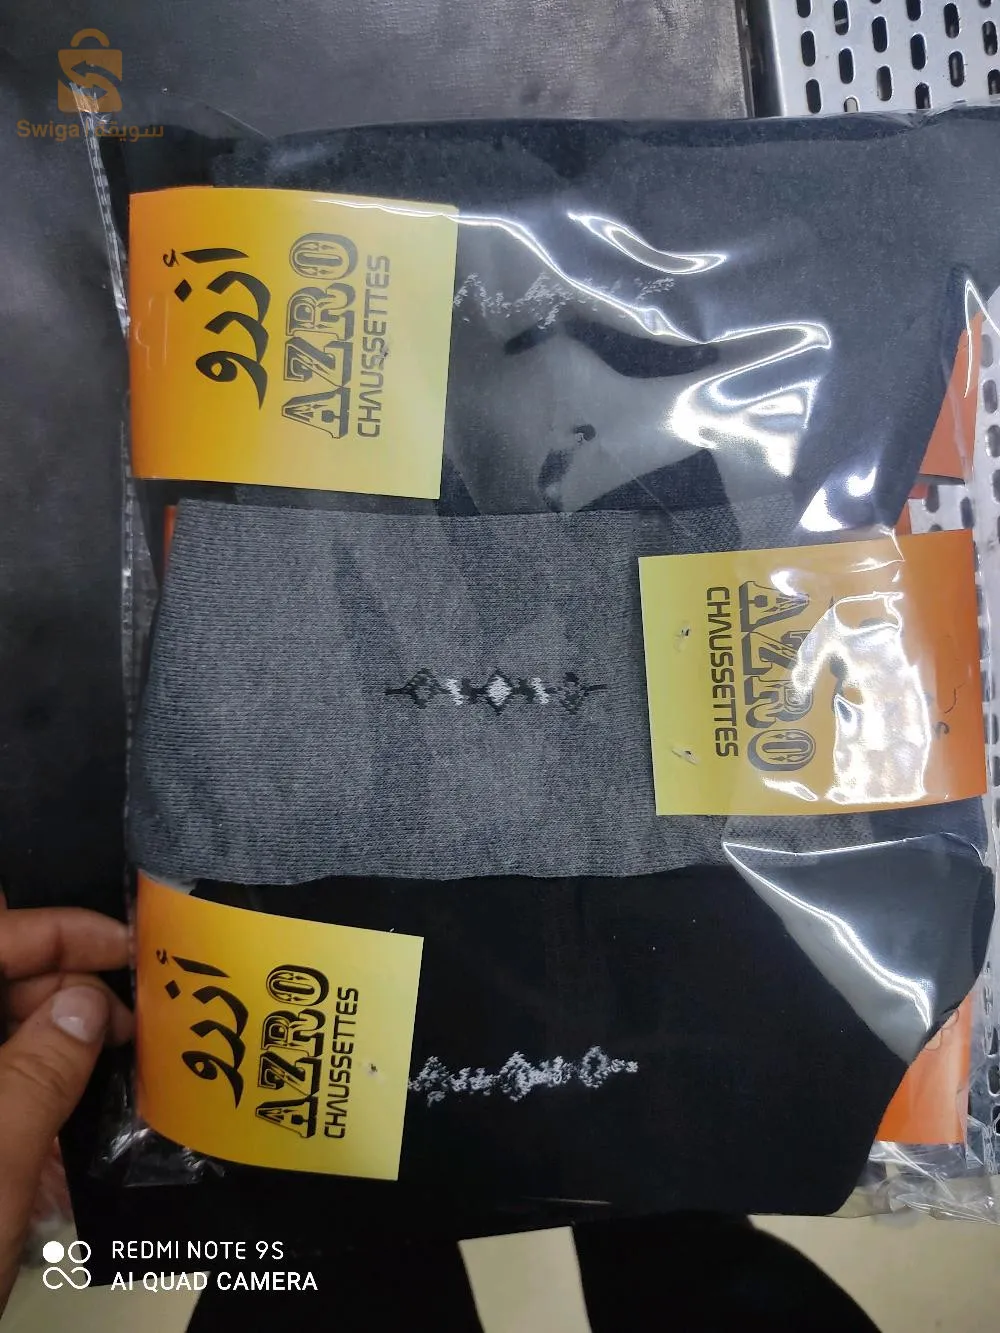 Swiga سويقة
أزرو
AZRO
CHAUSSETTES
AZRO
CHAUSSETTES
أزرو
AZRO
CHAUSSETTES
REDMI NOTE 9S
AI QUAD CAMERA